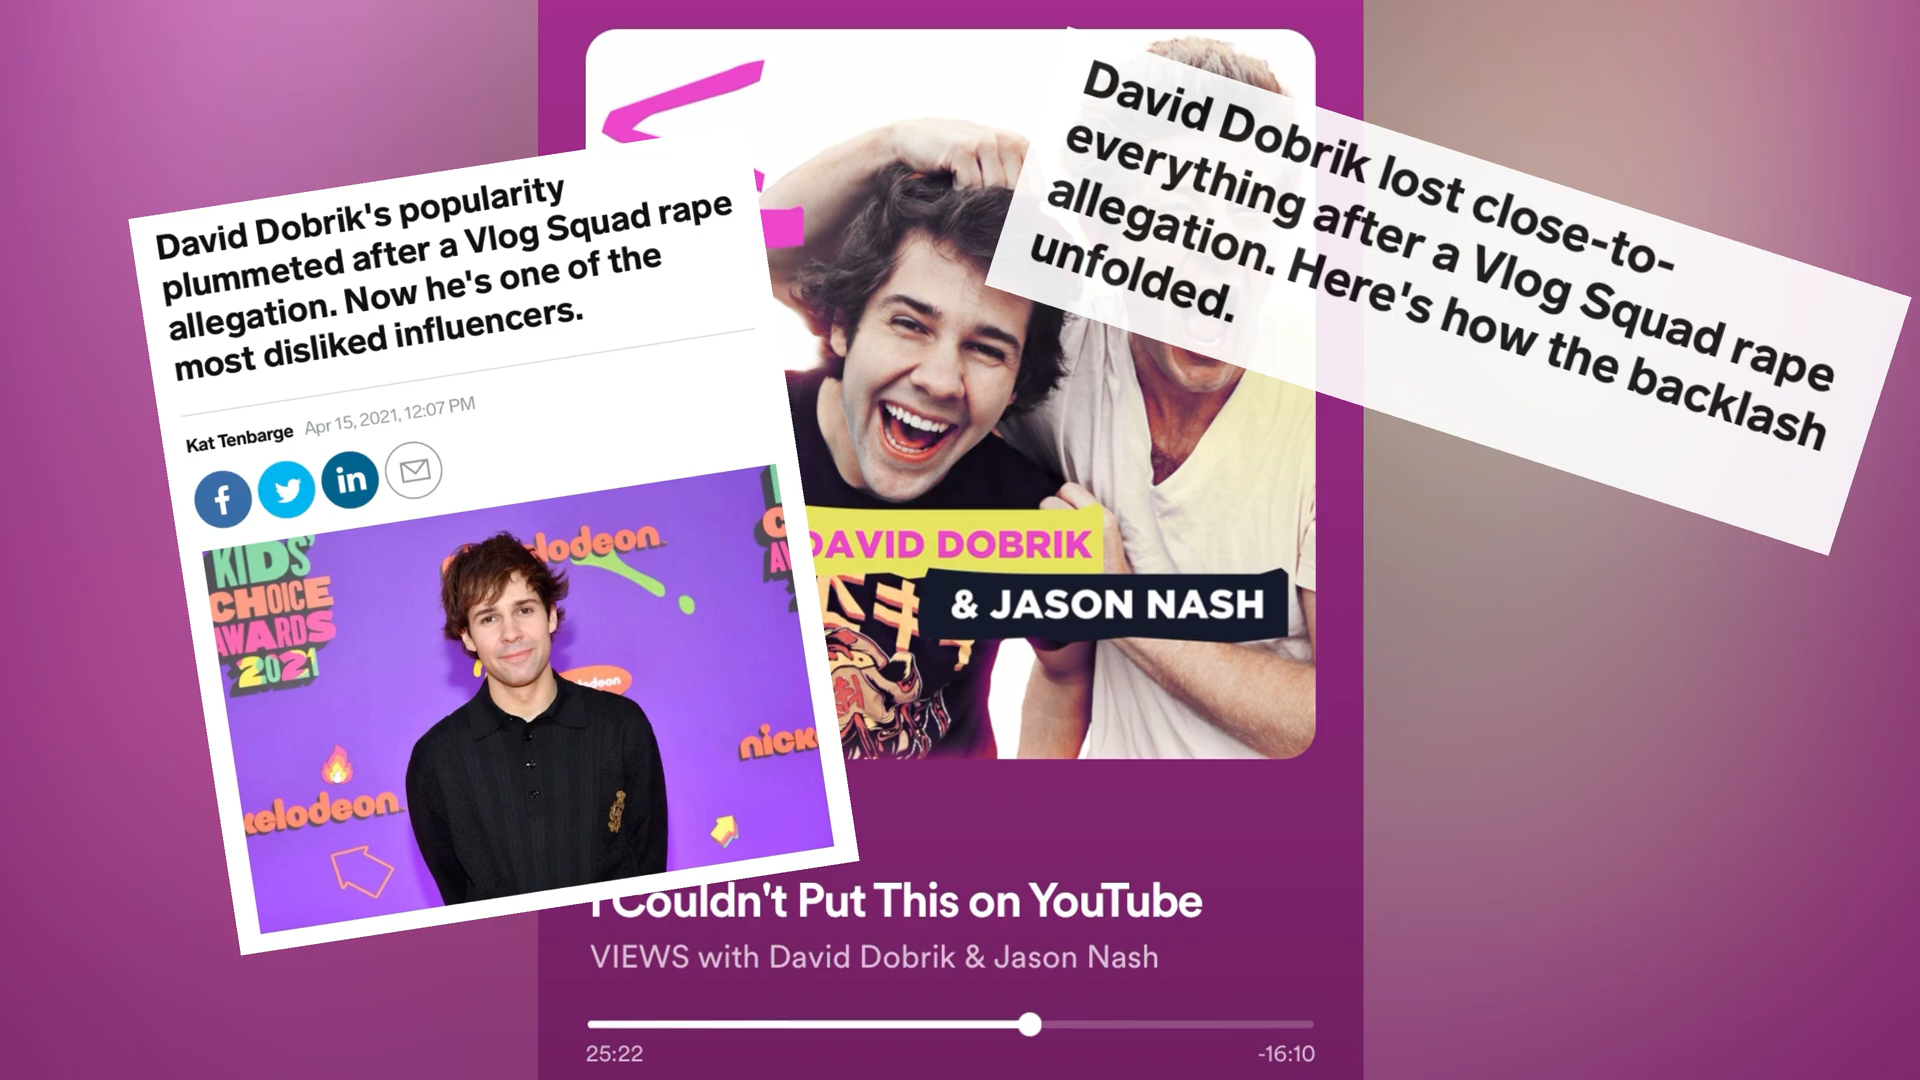 David Dobrik's popularity
plummeted after a Vlog Squad rape
allegation. Now he's one of the
most disliked influencers.
Kat Tenbarge Apr 15, 2021, 12:07 PM
f
in
KIDS'
CHOICE
AWARDS
2021
nick
David Dobrik lost close-to-
everything after a Vlog Squad rape
allegation. Here's how the backlash
unfolded.
DAVID DOBRIK
& JASON NASH
I Couldn't Put This on YouTube
VIEWS with David Dobrik & Jason Nash
25:22
-16:10